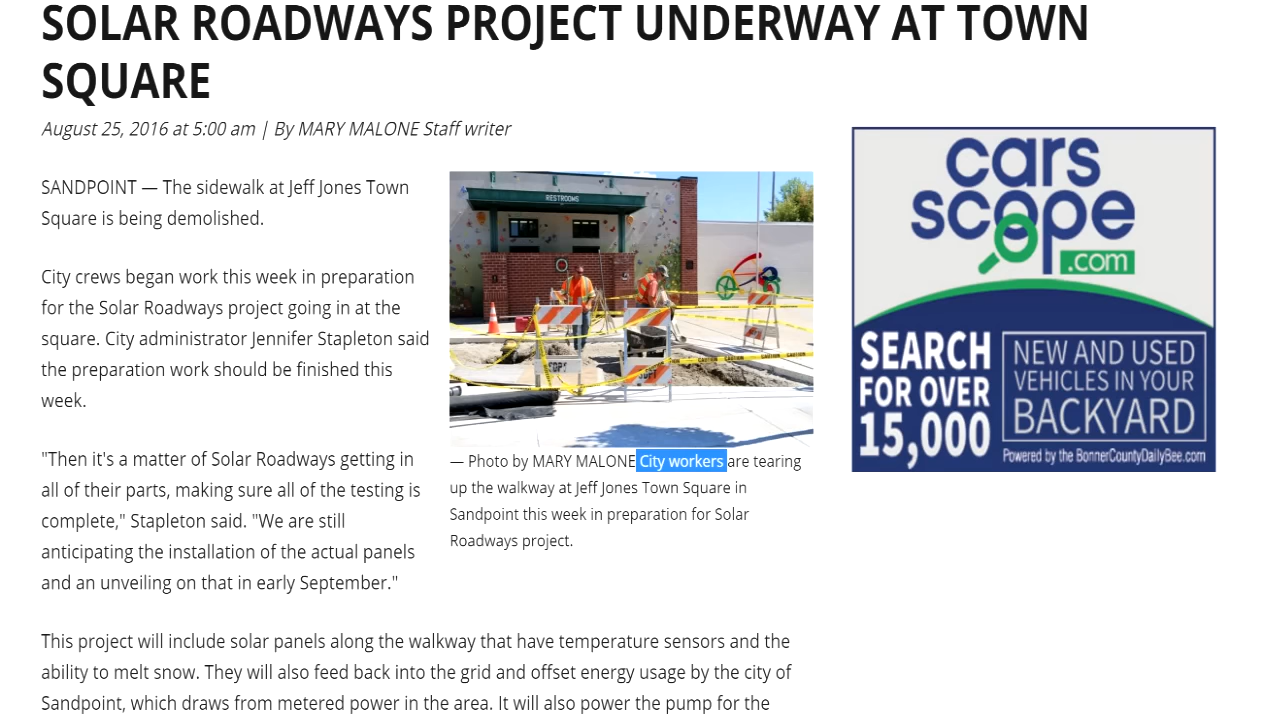 SOLAR ROADWAYS PROJECT UNDERWAY AT TOWN
SQUARE
August 25, 2016 at 5:00 am | By MARY MALONE Staff writer
SANDPOINT — The sidewalk at Jeff Jones Town
Square is being demolished.
City crews began work this week in preparation
for the Solar Roadways project going in at the
square. City administrator Jennifer Stapleton said
the preparation work should be finished this
week.
"Then it's a matter of Solar Roadways getting in
all of their parts, making sure all of the testing is
complete," Stapleton said. "We are still
anticipating the installation of the actual panels
and an unveiling on that in early September."
RESTROOMS
CAUTION CAUTION CAUTION
— Photo by MARY MALONE City workers are tearing
up the walkway at Jeff Jones Town Square in
Sandpoint this week in preparation for Solar
Roadways project.
This project will include solar panels along the walkway that have temperature sensors and the
ability to melt snow. They will also feed back into the grid and offset energy usage by the city of
Sandpoint, which draws from metered power in the area. It will also power the pump for the
cars
scope
.com
SEARCH
FOR OVER
15,000
NEW AND USED
VEHICLES IN YOUR
BACKYARD
Powered by the BonnerCountyDailyBee.com